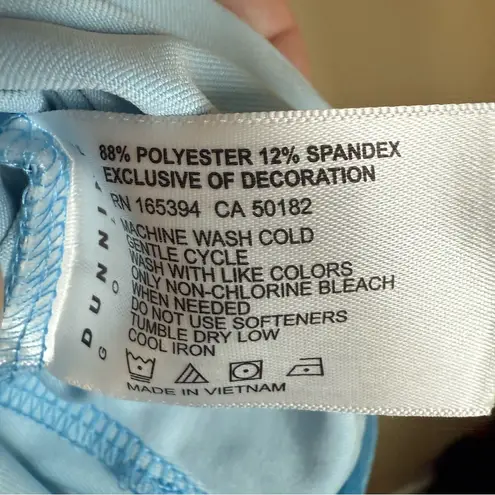 88% POLYESTER 12% SPANDEX
EXCLUSIVE OF DECORATION
RN 165394 CA 50182
MACHINE WASH COLD
GENTLE CYCLE
WASH WITH LIKE COLORS
ONLY NON-CHLORINE BLEACH
WHEN NEEDED
DO NOT USE SOFTENERS
TUMBLE DRY LOW
COOL IRON
MADE IN VIETNAM